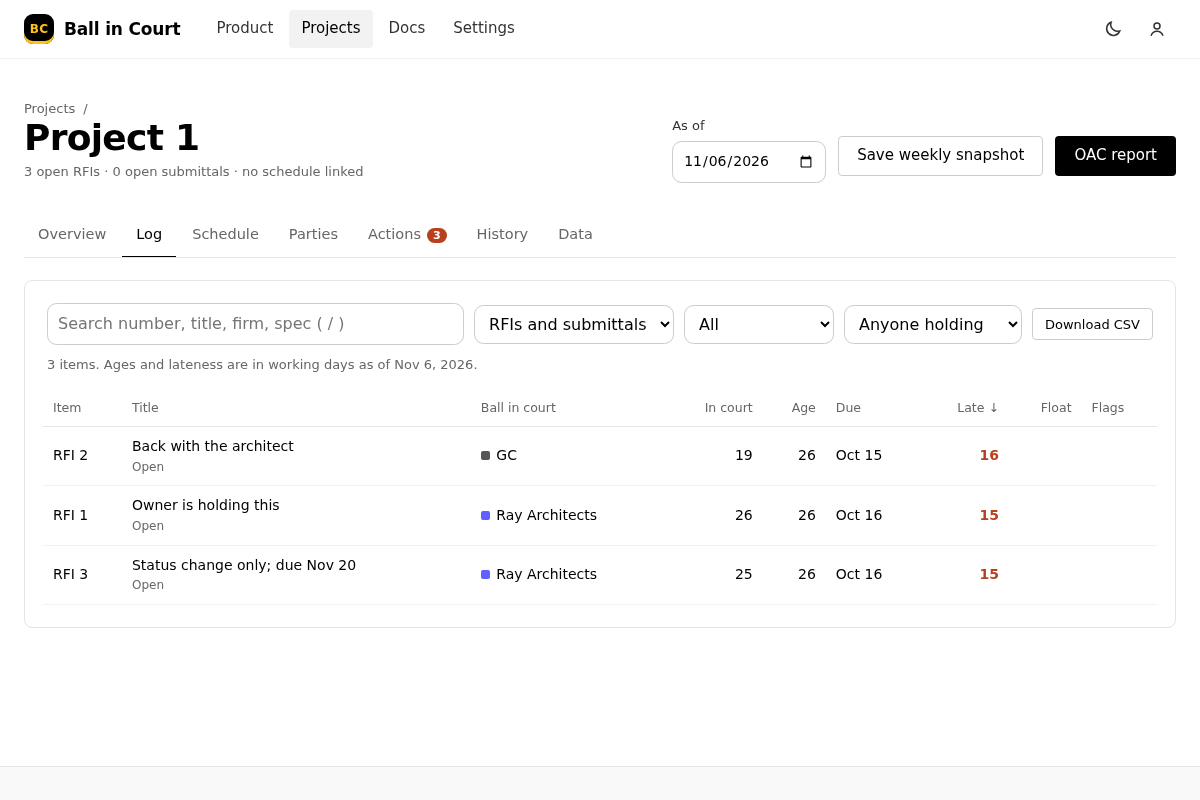 BC Ball in Court Product Projects Docs Settings
Projects /
Project 1
3 open RFIs · 0 open submittals · no schedule linked
As of
11/06/2026 Save weekly snapshot OAC report
Overview Log Schedule Parties Actions 3 History Data
Search number, title, firm, spec ( / ) RFIs and submittals All Anyone holding Download CSV
3 items. Ages and lateness are in working days as of Nov 6, 2026.
Item Title Ball in court In court Age Due Late ↓ Float Flags
RFI 2 Back with the architect GC 19 26 Oct 15 16
Open
RFI 1 Owner is holding this Ray Architects 26 26 Oct 16 15
Open
RFI 3 Status change only; due Nov 20 Ray Architects 25 26 Oct 16 15
Open